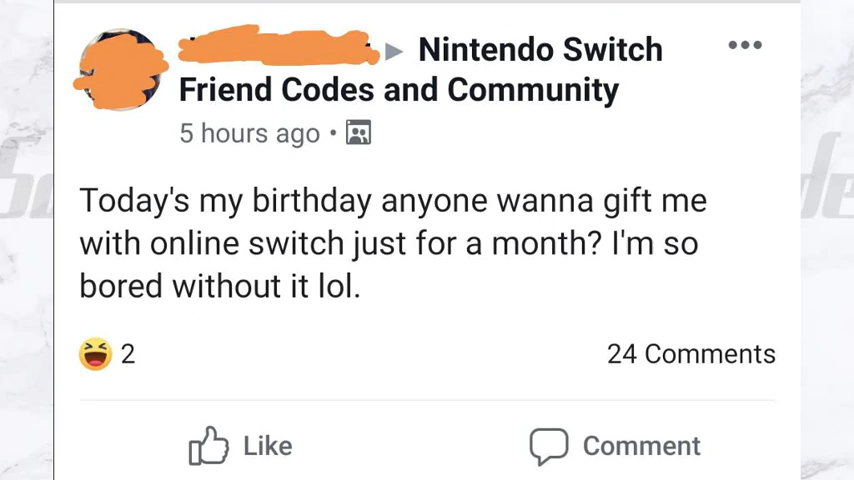 Nintendo Switch
Friend Codes and Community
5 hours ago •
Today's my birthday anyone wanna gift me
with online switch just for a month? I'm so
bored without it lol.
2
24 Comments
Like
Comment